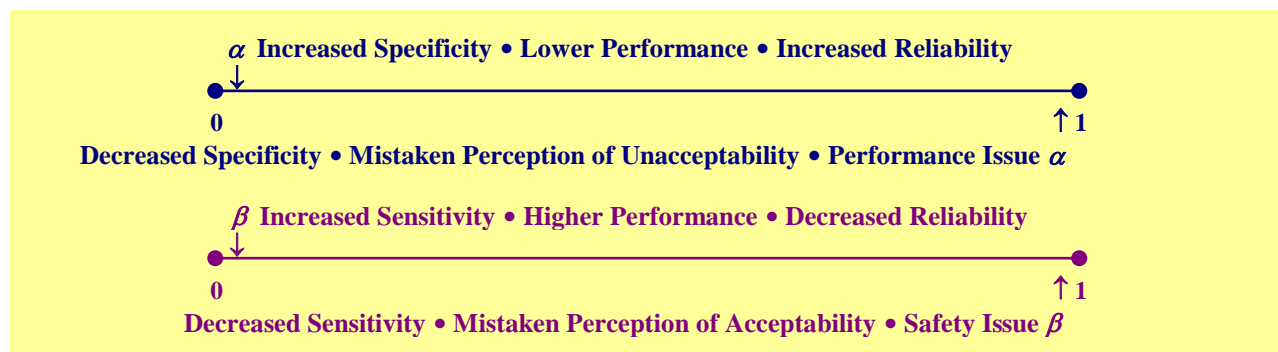 α Increased Specificity • Lower Performance • Increased Reliability
↓
0 ↑ 1
Decreased Specificity • Mistaken Perception of Unacceptability • Performance Issue α
β Increased Sensitivity • Higher Performance • Decreased Reliability
↓
0 ↑ 1
Decreased Sensitivity • Mistaken Perception of Acceptability • Safety Issue β